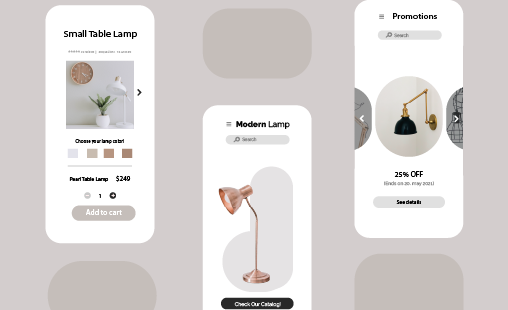 Small Table Lamp
Choose your lamp color!
Pearl Table Lamp $249
1
Add to cart
Modern Lamp
Search
Check Our Catalog!
Promotions
Search
25% OFF
(Ends on 20. May 2021)
See details